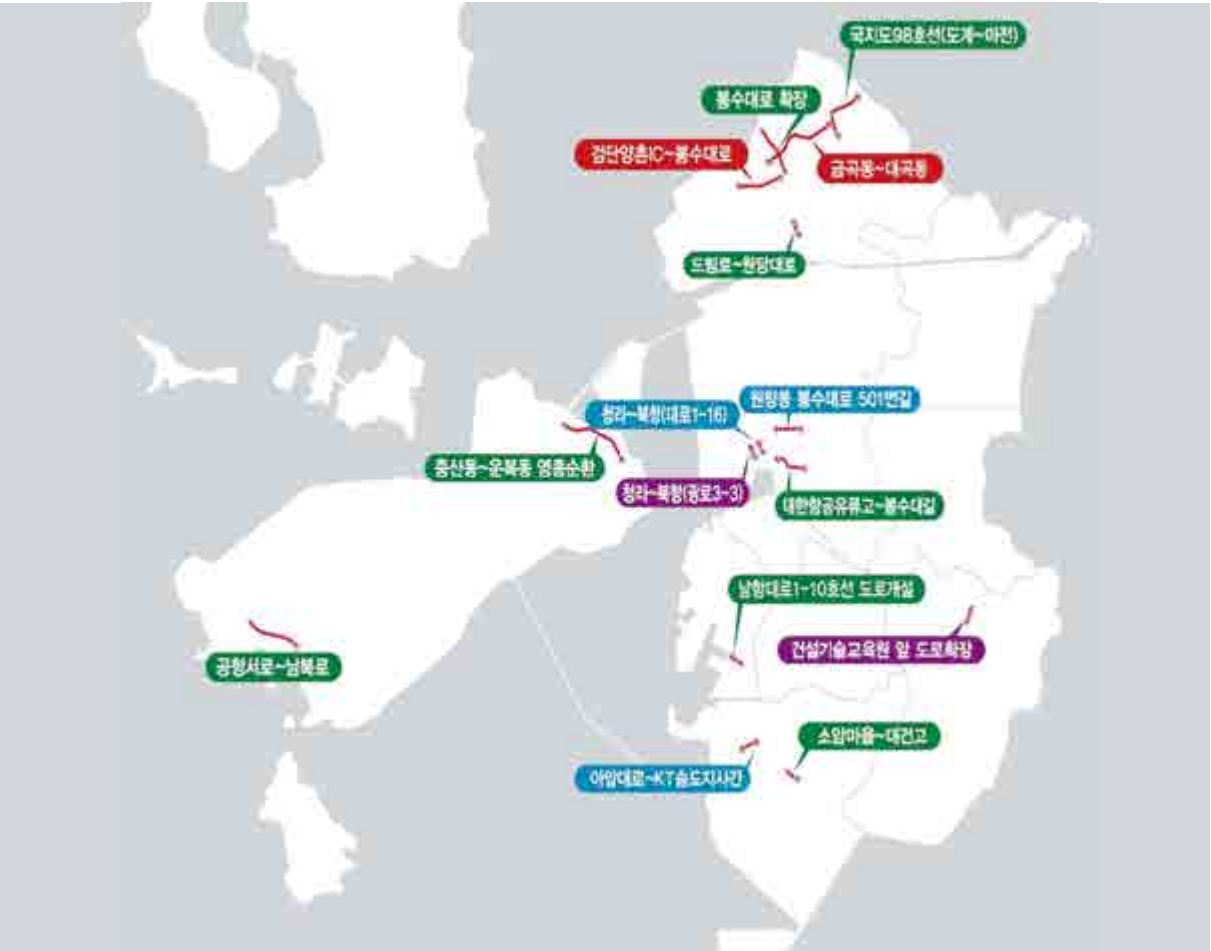 국지도98호선(도계~마전)
봉수대로 확장
검단양촌IC~봉수대로
금곡동~대곡동
드림로~원당대로
원창동 봉수대로 501번길
청라~북항(대로1-16)
중산동~운북동 영종순환
청라~북항(광로3-3)
대한항공유류고~봉수대길
남항대로1-10호선 도로개설
건설기술교육원 앞 도로확장
공항서로~남북로
소암마을~대건고
아암대로~KT송도지사간